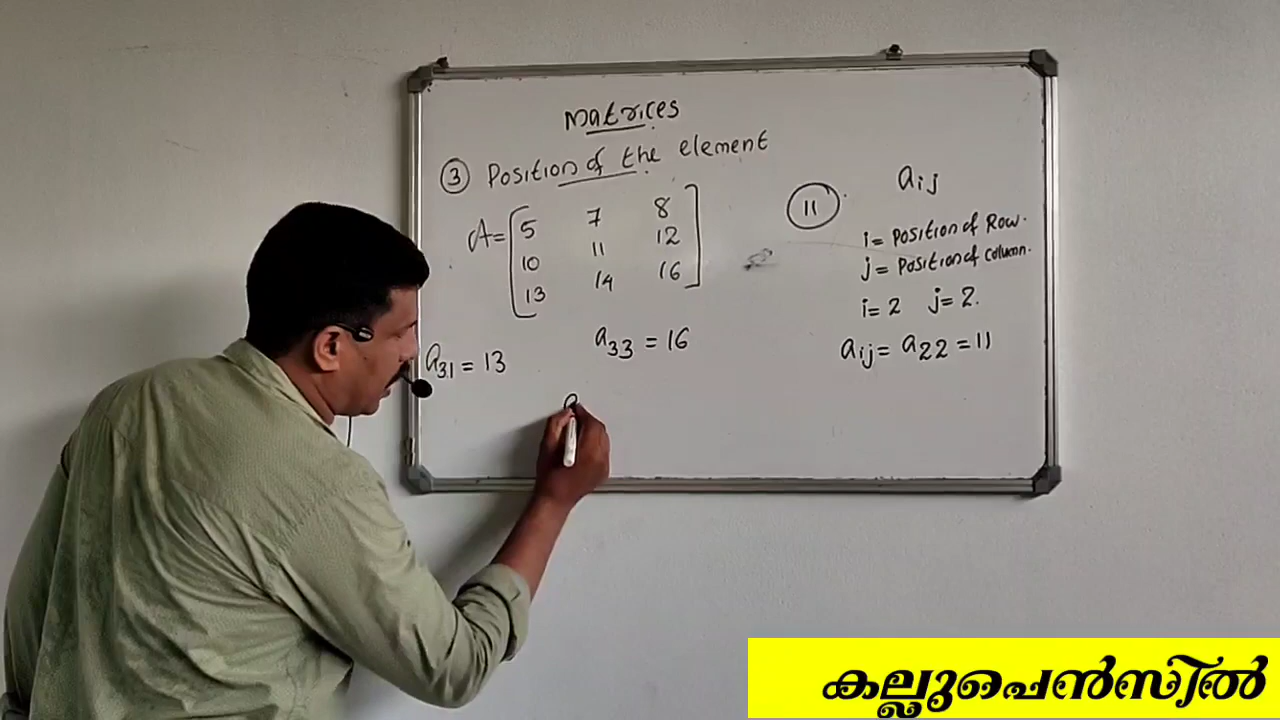 Matrices
③ Position of the element
A = [5 7 8
10 11 12
13 14 16]
a31 = 13
a33 = 16
a
11
aij
i = Position of Row.
j = Position of Column.
i = 2 j = 2.
aij = a22 = 11
കല്ലുപെൻസിൽ